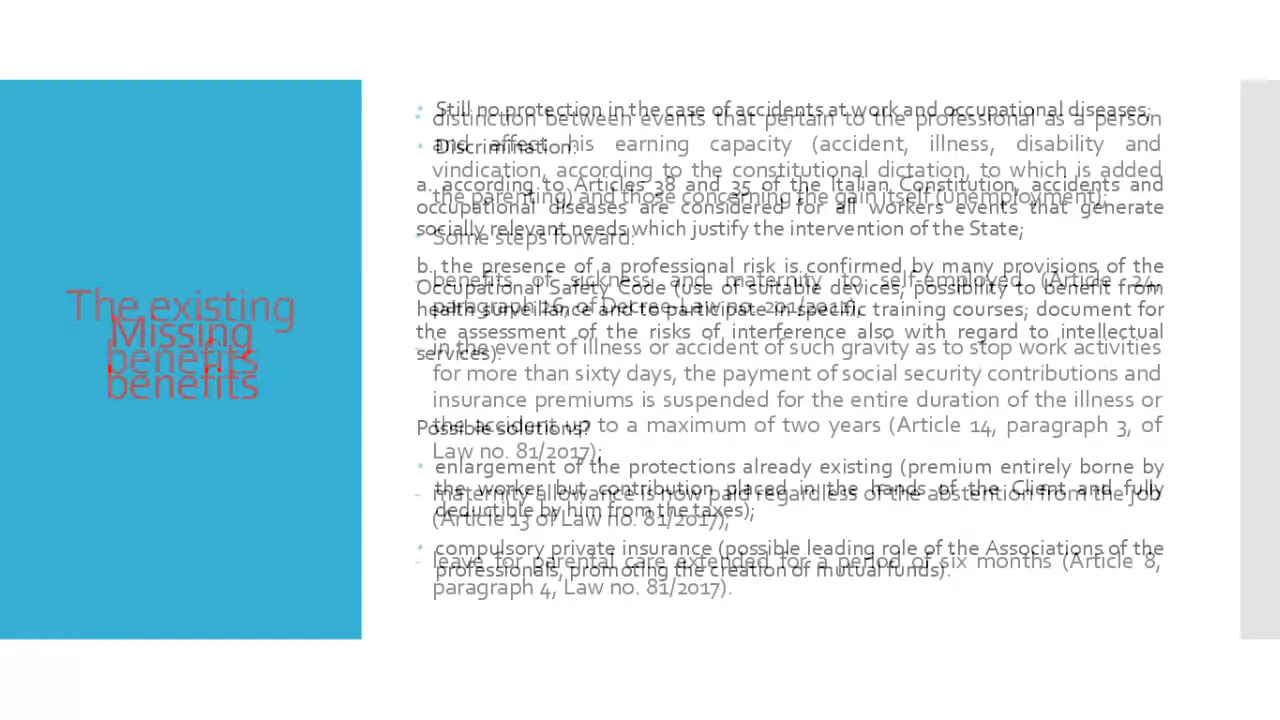 The existing
benefits
Missing
benefits
• distinction between events that pertain to the professional as a person
and affect his earning capacity (accident, illness, disability and
vindication, according to the constitutional dictation, to which is added
the parenting) and those concerning the gain itself (unemployment);
• Some steps forward:
- benefits of sickness and maternity to self-employed (Article 24,
paragraph 26, of Decree-Law no. 201/2011);
- in the event of illness or accident of such gravity as to stop work activities
for more than sixty days, the payment of social security contributions and
insurance premiums is suspended for the entire duration of the illness or
the accident up to a maximum of two years (Article 14, paragraph 3, of
Law no. 81/2017);
- maternity allowance is now paid regardless of the abstention from the job
(Article 13 of Law no. 81/2017);
- leave for parental care extended for a period of six months (Article 8,
paragraph 4, Law no. 81/2017).
• Still no protection in the case of accidents at work and occupational diseases;
• Discrimination:
a. according to Articles 38 and 35 of the Italian Constitution, accidents and
occupational diseases are considered for all workers events that generate
socially relevant needs which justify the intervention of the State;
b. the presence of a professional risk is confirmed by many provisions of the
Occupational Safety Code (use of suitable devices; possibility to benefit from
health surveillance and to participate in specific training courses; document for
the assessment of the risks of interference also with regard to intellectual
services).
Possible solutions?
• enlargement of the protections already existing (premium entirely borne by
the worker but contribution placed in the hands of the Client and fully
deductible by him from the taxes);
• compulsory private insurance (possible leading role of the Associations of the
professionals, promoting the creation of mutual funds).